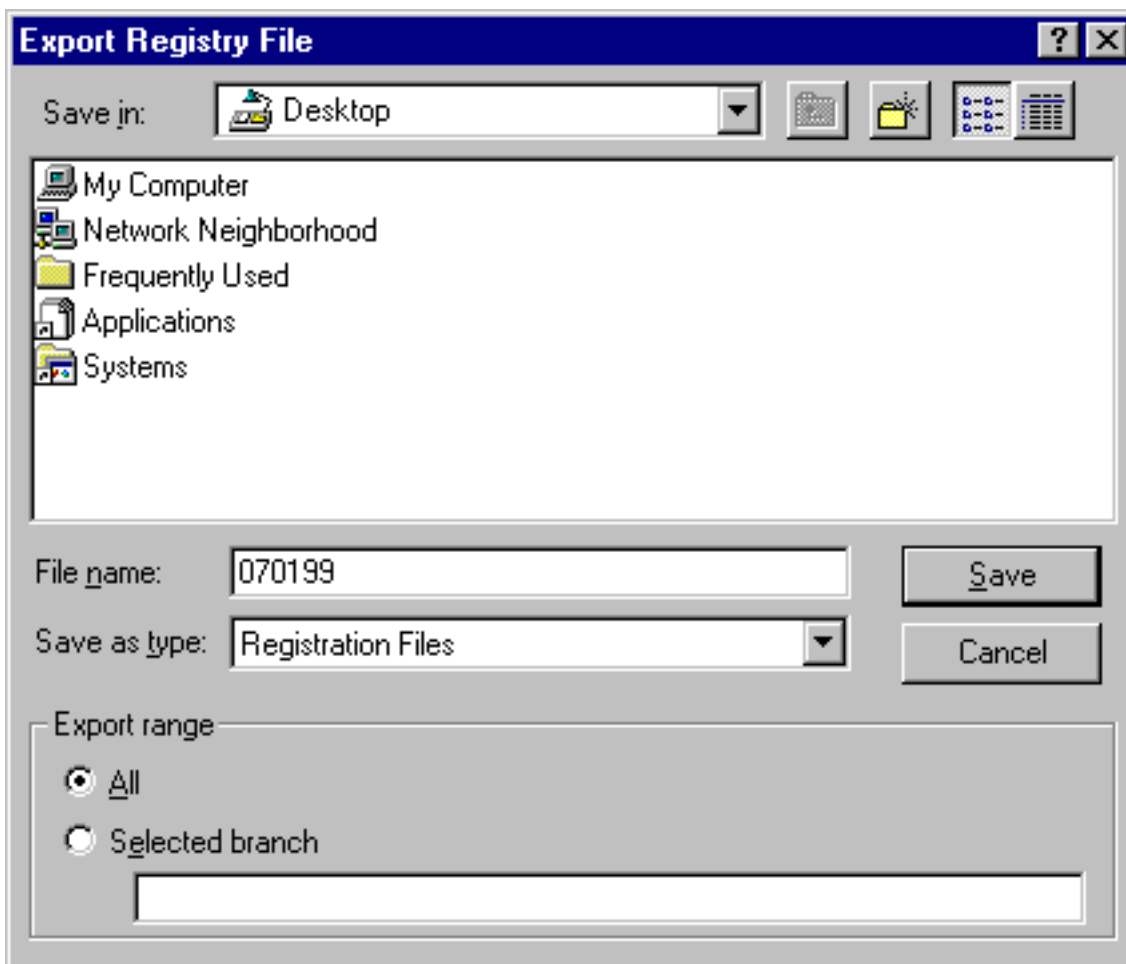 Export Registry File
Save in: Desktop
My Computer
Network Neighborhood
Frequently Used
Applications
Systems
File name: 070199 Save
Save as type: Registration Files Cancel
Export range
All
Selected branch